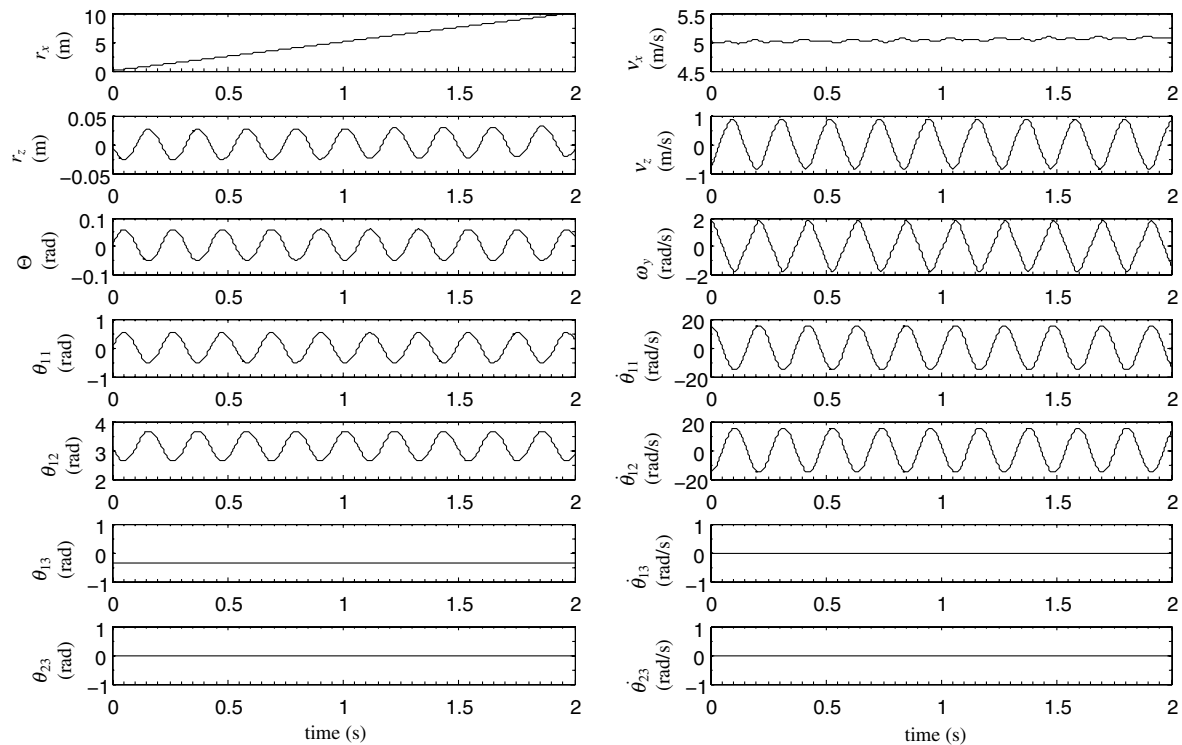 10
5
0
r_x
(m)
0 0.5 1 1.5 2
5.5
5
4.5
v_x
(m/s)
0 0.5 1 1.5 2
0.05
0
−0.05
r_z
(m)
0 0.5 1 1.5 2
1
0
−1
v_z
(m/s)
0 0.5 1 1.5 2
0.1
0
−0.1
Θ
(rad)
0 0.5 1 1.5 2
2
0
−2
ω_y
(rad/s)
0 0.5 1 1.5 2
1
0
−1
θ_11
(rad)
0 0.5 1 1.5 2
20
0
−20
θ̇_11
(rad/s)
0 0.5 1 1.5 2
4
3
2
θ_12
(rad)
0 0.5 1 1.5 2
20
0
−20
θ̇_12
(rad/s)
0 0.5 1 1.5 2
1
0
−1
θ_13
(rad)
0 0.5 1 1.5 2
1
0
−1
θ̇_13
(rad/s)
0 0.5 1 1.5 2
1
0
−1
θ_23
(rad)
0 0.5 1 1.5 2
time (s)
1
0
−1
θ̇_23
(rad/s)
0 0.5 1 1.5 2
time (s)